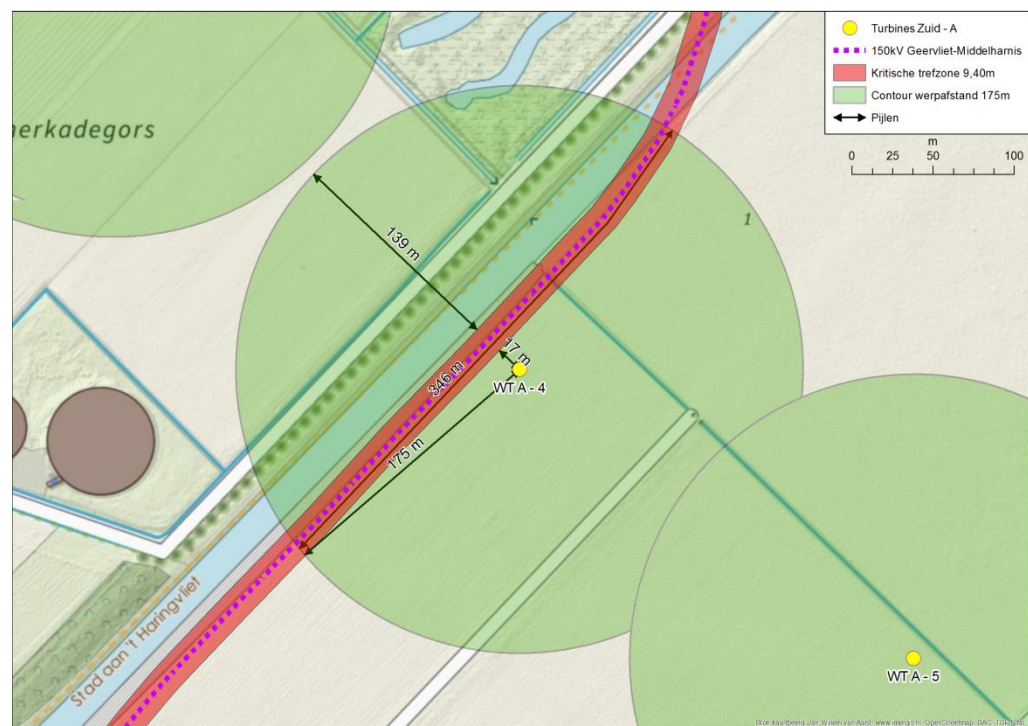 Turbines Zuid - A
150kV Geervliet-Middelharnis
Kritische trefzone 9,40m
Contour werpafstand 175m
Pijlen
m
0 25 50 100
nerkadegors
1
139 m
17 m
346 m
WT A - 4
175 m
Stad aan 't Haringvliet
WT A - 5